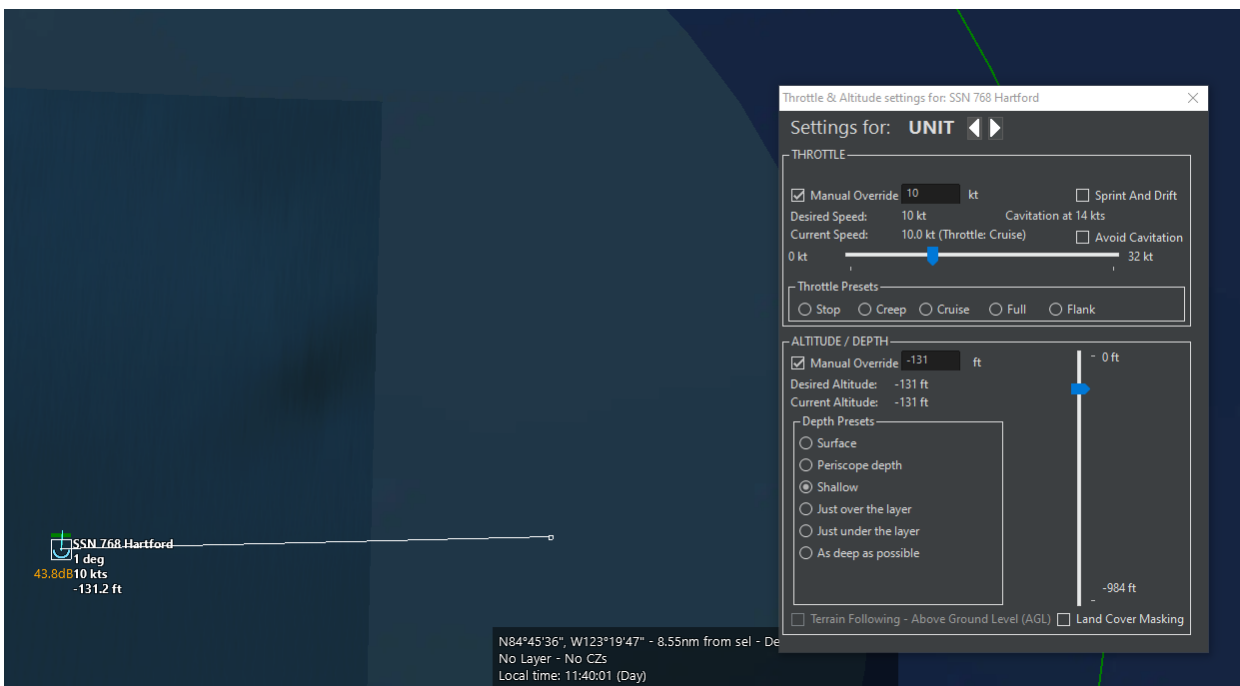 Throttle & Altitude settings for: SSN 768 Hartford
Settings for: UNIT
THROTTLE
Manual Override 10 kt Sprint And Drift
Desired Speed: 10 kt Cavitation at 14 kts
Current Speed: 10.0 kt (Throttle: Cruise) Avoid Cavitation
0 kt 32 kt
Throttle Presets
Stop Creep Cruise Full Flank
ALTITUDE / DEPTH
Manual Override -131 ft 0 ft
Desired Altitude: -131 ft
Current Altitude: -131 ft
Depth Presets
Surface
Periscope depth
Shallow
Just over the layer
Just under the layer
As deep as possible
-984 ft
Terrain Following - Above Ground Level (AGL) Land Cover Masking
SSN 768 Hartford
1 deg
43.8dB 10 kts
-131.2 ft
N84°45'36", W123°19'47" - 8.55nm from sel - De
No Layer - No CZs
Local time: 11:40:01 (Day)